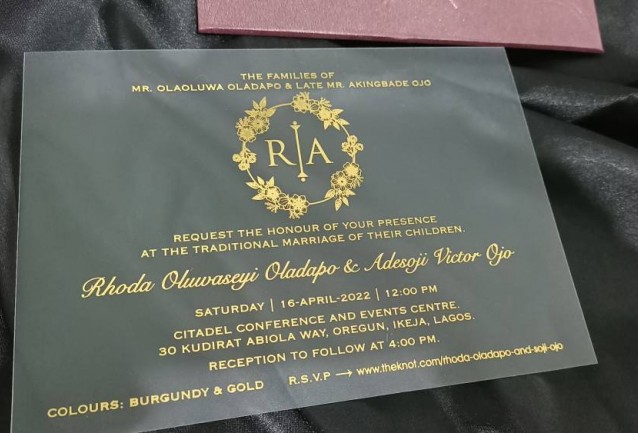 THE FAMILIES OF
MR. OLAOLUWA OLADAPO & LATE MR. AKINGBADE OJO
R A
REQUEST THE HONOUR OF YOUR PRESENCE
AT THE TRADITIONAL MARRIAGE OF THEIR CHILDREN.
Rhoda Oluwaseyi Oladapo & Adesoji Victor Ojo
SATURDAY | 16-APRIL-2022 | 12:00 PM
CITADEL CONFERENCE AND EVENTS CENTRE.
30 KUDIRAT ABIOLA WAY, OREGUN, IKEJA, LAGOS.
RECEPTION TO FOLLOW AT 4:00 PM.
COLOURS: BURGUNDY & GOLD R.S.V.P → www.theknot.com/rhoda-oladapo-and-soji-ojo